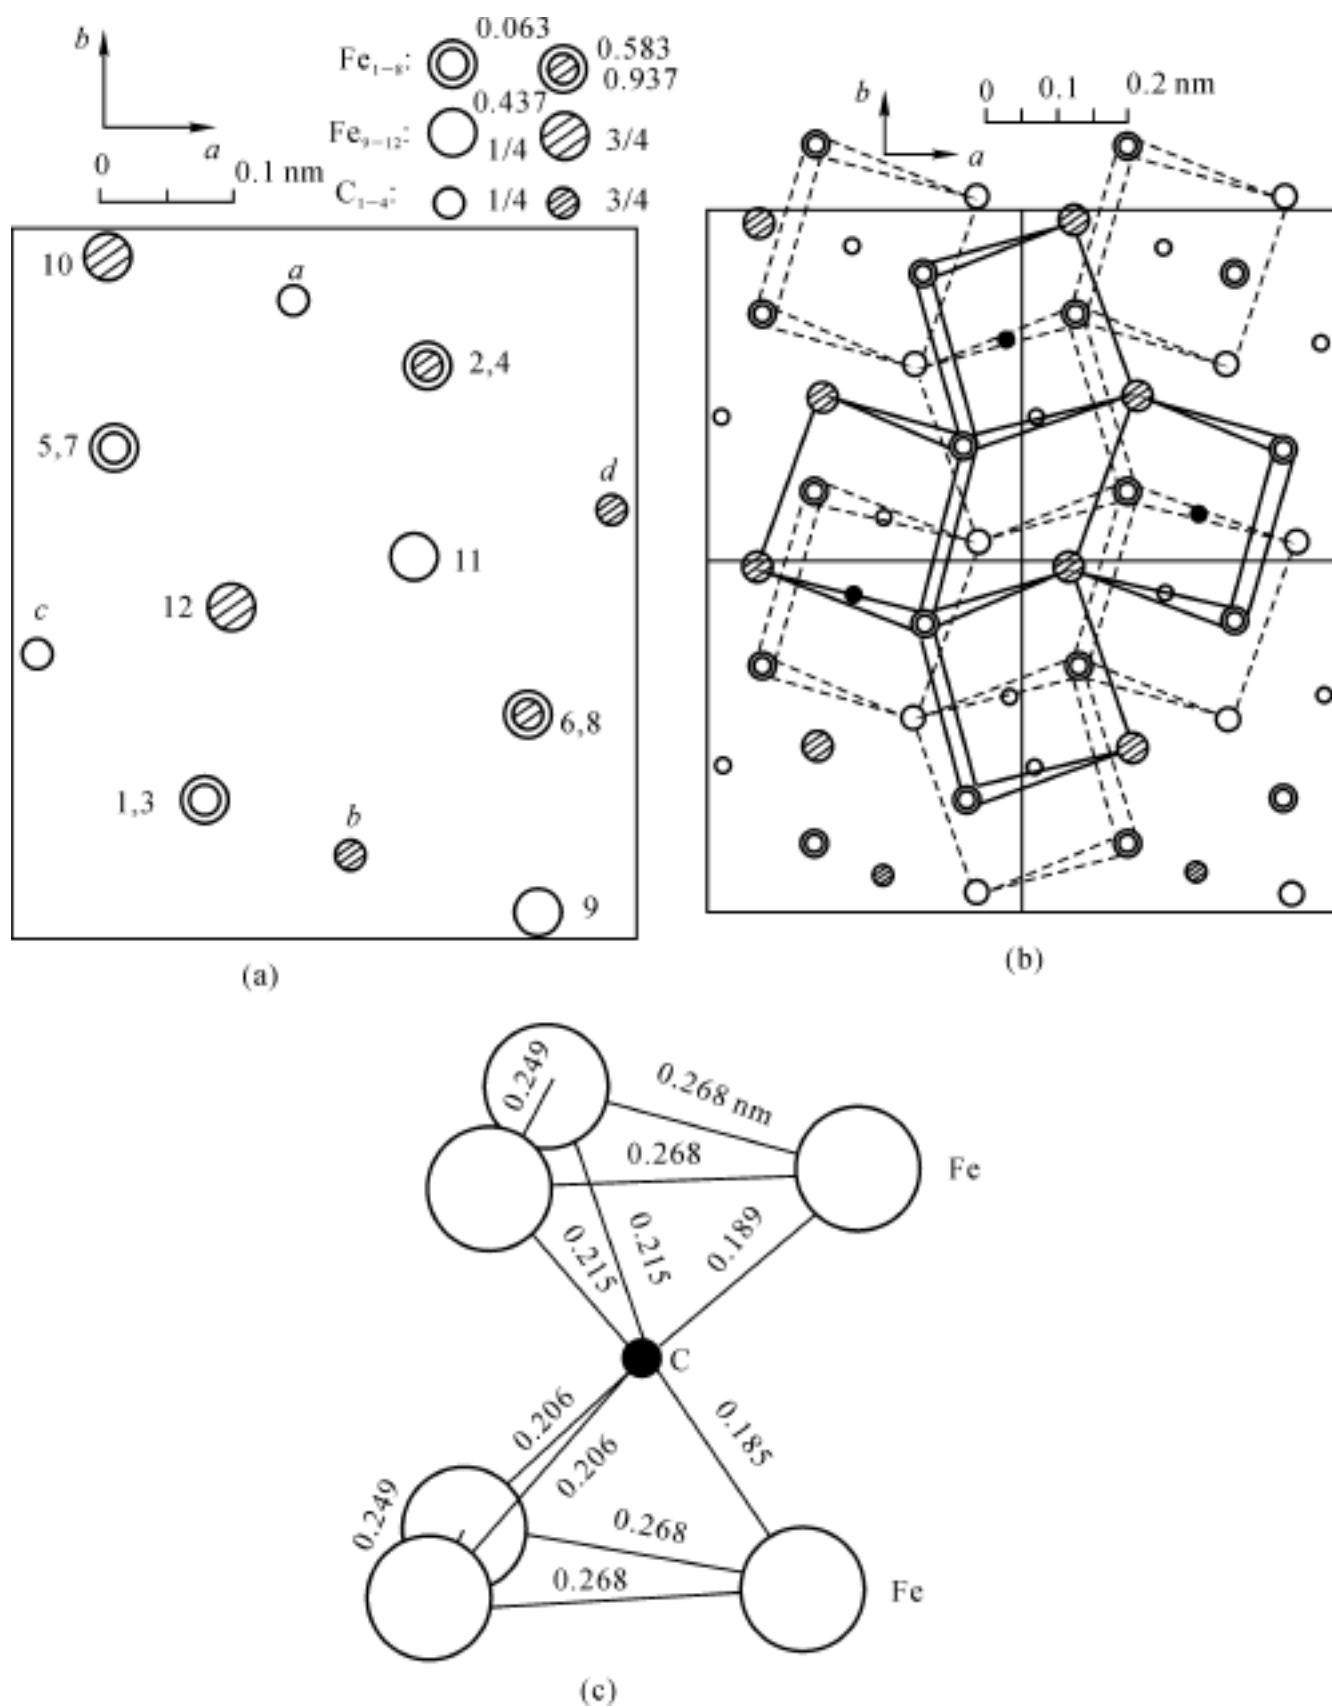 b
a
0
0.1 nm
Fe₁₋₈:
0.063
0.583
0.937
0.437
Fe₉₋₁₂:
1/4
3/4
C₁₋₄:
1/4
3/4
10
a
2,4
5,7
d
11
12
c
6,8
1,3
b
9
(a)
b
a
0
0.1
0.2 nm
(b)
0.249
0.268 nm
0.268
Fe
0.215
0.215
0.189
C
0.206
0.206
0.185
0.249
0.268
0.268
Fe
(c)